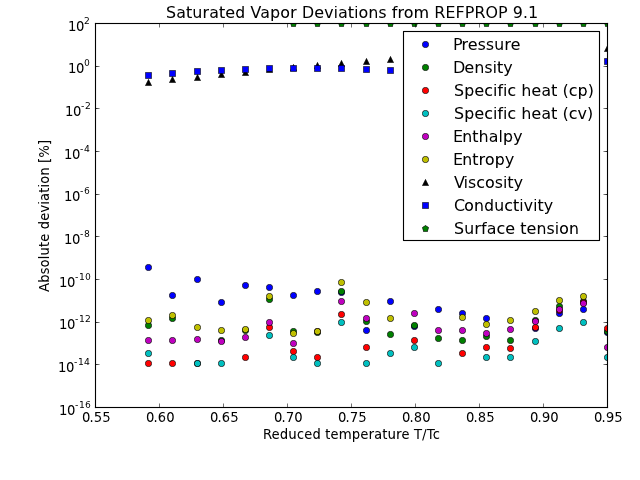 Saturated Vapor Deviations from REFPROP 9.1
10^2
10^0
10^-2
10^-4
10^-6
10^-8
10^-10
10^-12
10^-14
10^-16
Absolute deviation [%]
Pressure
Density
Specific heat (cp)
Specific heat (cv)
Enthalpy
Entropy
Viscosity
Conductivity
Surface tension
0.55 0.60 0.65 0.70 0.75 0.80 0.85 0.90 0.95
Reduced temperature T/Tc